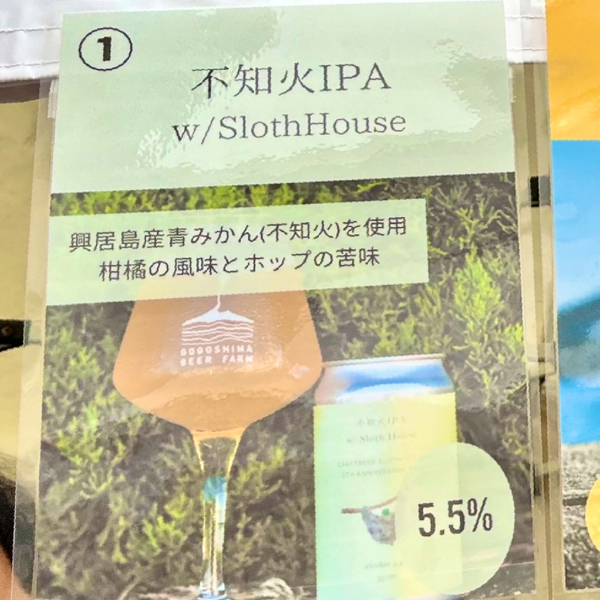 ①
不知火IPA
w/SlothHouse
興居島産青みかん(不知火)を使用
柑橘の風味とホップの苦味
GOGOSHIMA
BEER FARM
不知火IPA
w/ Sloth House
5.5%